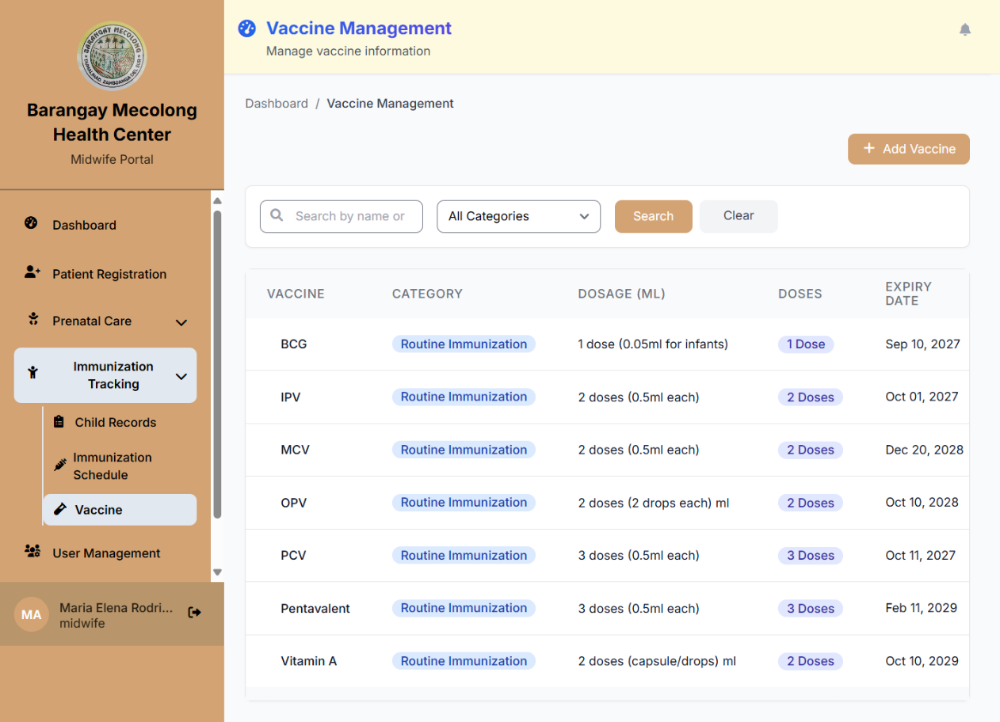 BARANGAY MECOLONG
DUMALINAO, ZAMBOANGA DEL SUR
Barangay Mecolong
Health Center
Midwife Portal
Dashboard
Patient Registration
Prenatal Care
Immunization
Tracking
Child Records
Immunization
Schedule
Vaccine
User Management
MA
Maria Elena Rodri...
midwife
Vaccine Management
Manage vaccine information
Dashboard / Vaccine Management
+ Add Vaccine
Search by name or
All Categories
Search
Clear
VACCINE CATEGORY DOSAGE (ML) DOSES EXPIRY DATE
BCG Routine Immunization 1 dose (0.05ml for infants) 1 Dose Sep 10, 2027
IPV Routine Immunization 2 doses (0.5ml each) 2 Doses Oct 01, 2027
MCV Routine Immunization 2 doses (0.5ml each) 2 Doses Dec 20, 2028
OPV Routine Immunization 2 doses (2 drops each) ml 2 Doses Oct 10, 2028
PCV Routine Immunization 3 doses (0.5ml each) 3 Doses Oct 11, 2027
Pentavalent Routine Immunization 3 doses (0.5ml each) 3 Doses Feb 11, 2029
Vitamin A Routine Immunization 2 doses (capsule/drops) ml 2 Doses Oct 10, 2029